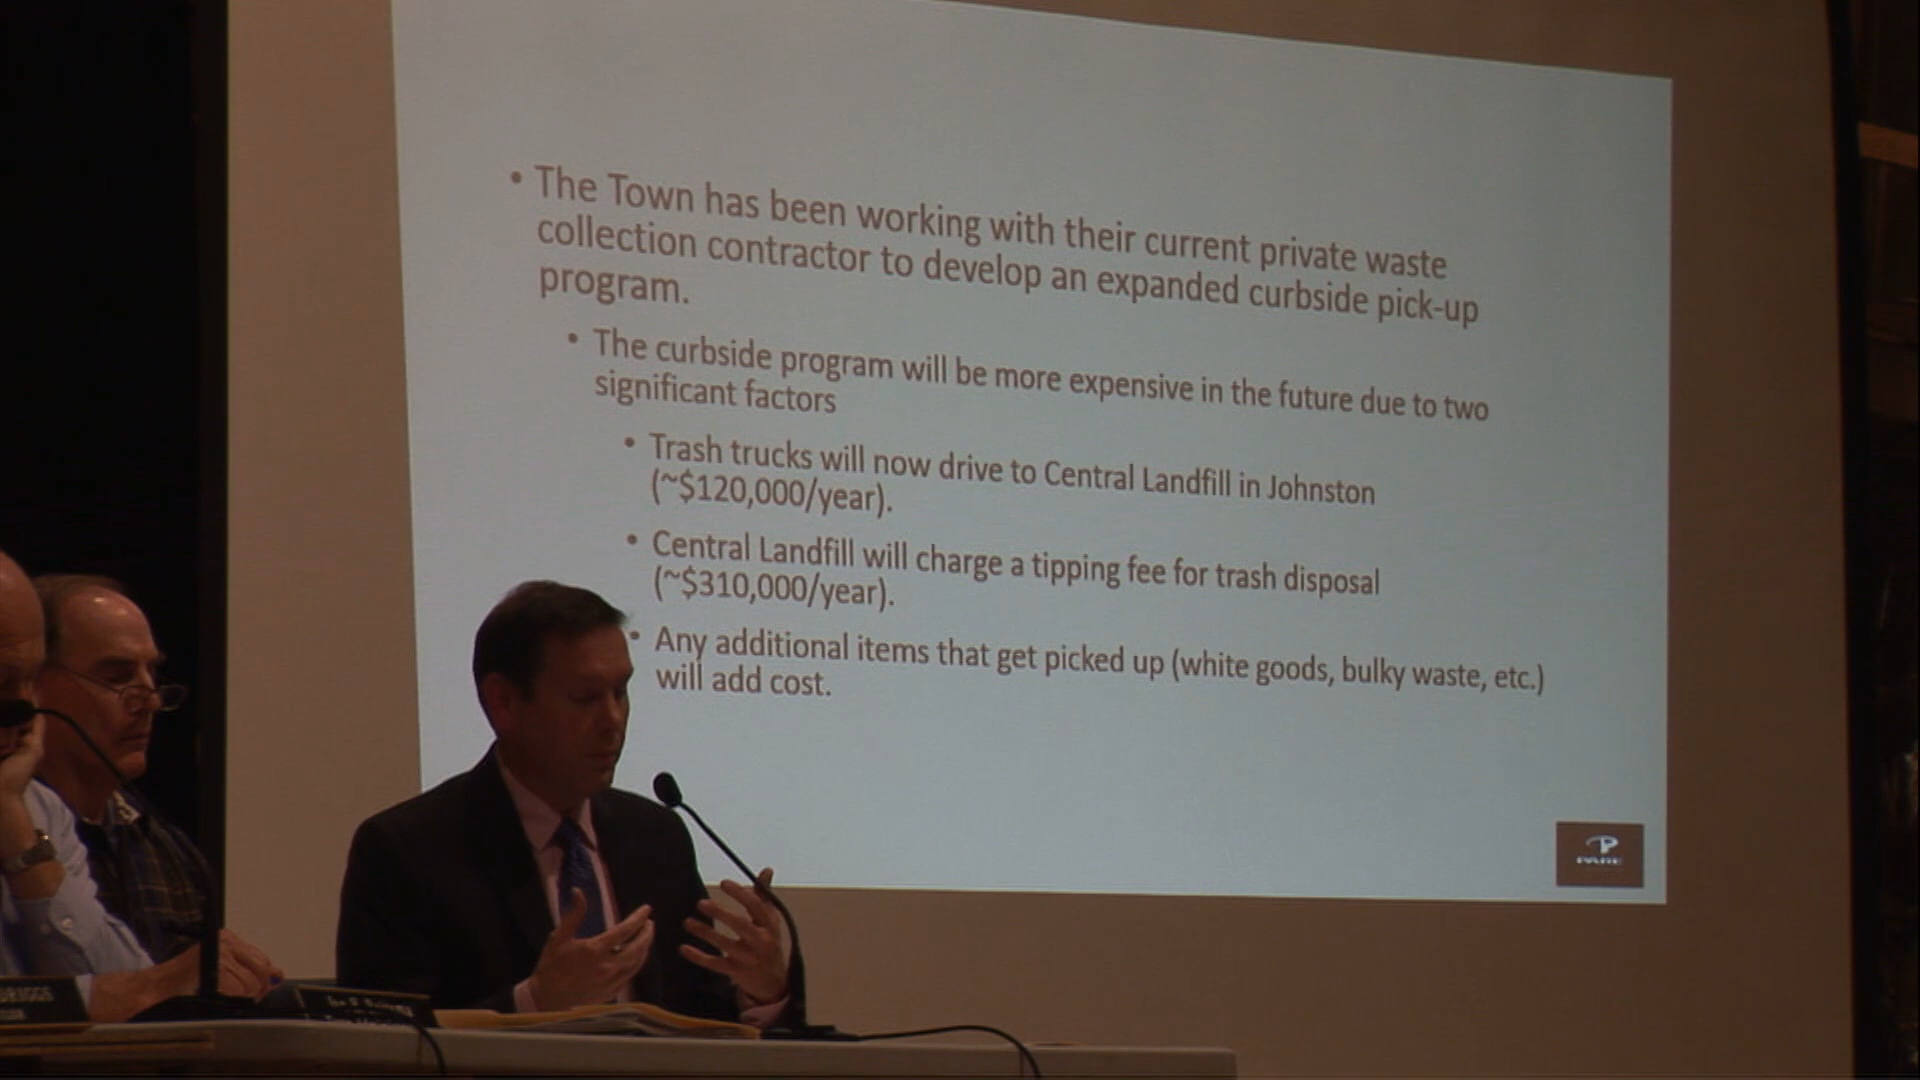 • The Town has been working with their current private waste
collection contractor to develop an expanded curbside pick-up
program.
• The curbside program will be more expensive in the future due to two
significant factors
• Trash trucks will now drive to Central Landfill in Johnston
(~$120,000/year).
• Central Landfill will charge a tipping fee for trash disposal
(~$310,000/year).
• Any additional items that get picked up (white goods, bulky waste, etc.)
will add cost.
P
PARE